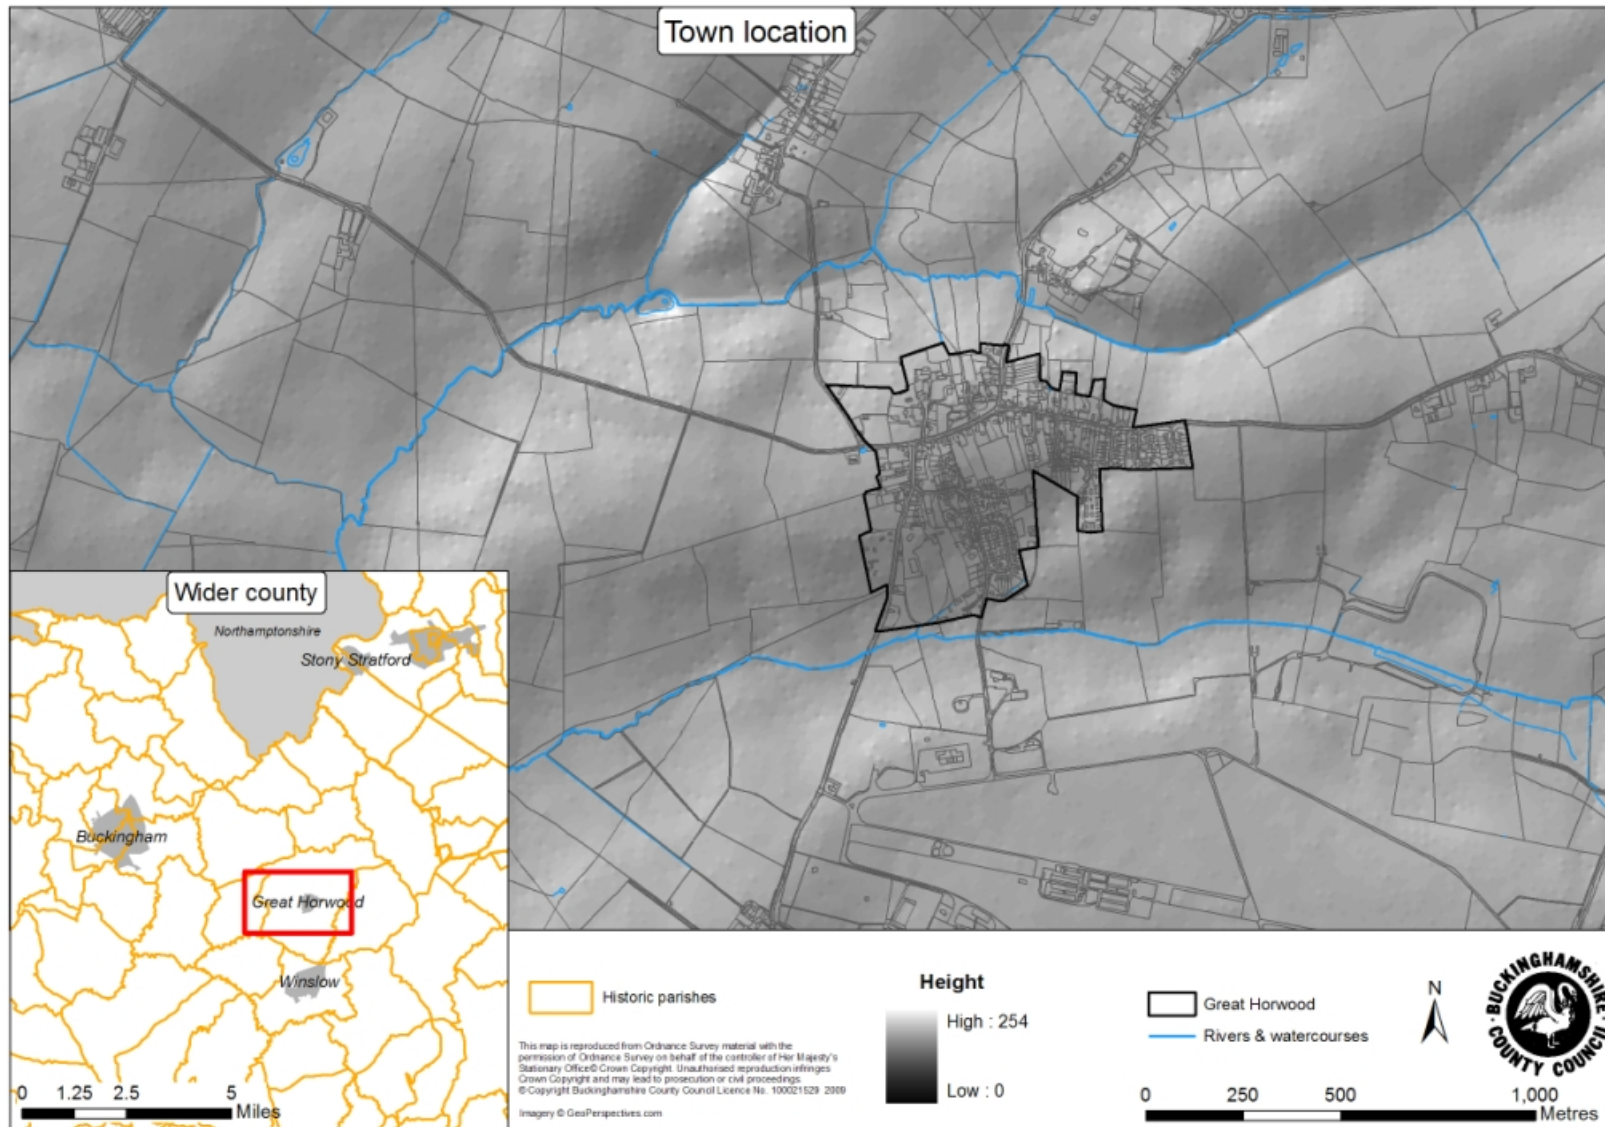 Town location
Wider county
Northamptonshire
Stony Stratford
Buckingham
Great Horwood
Winslow
0 1.25 2.5 5
Miles
Historic parishes
This map is reproduced from Ordnance Survey material with the
permission of Ordnance Survey on behalf of the controller of Her Majesty's
Stationary Office© Crown Copyright. Unauthorised reproduction infringes
Crown Copyright and may lead to prosecution or civil proceedings
© Copyright Buckinghamshire County Council Licence No. 100021529 2009
Imagery © GeoPerspectives.com
Height
High : 254
Low : 0
Great Horwood
Rivers & watercourses
N
BUCKINGHAMSHIRE
COUNTY COUNCIL
0 250 500 1,000
Metres